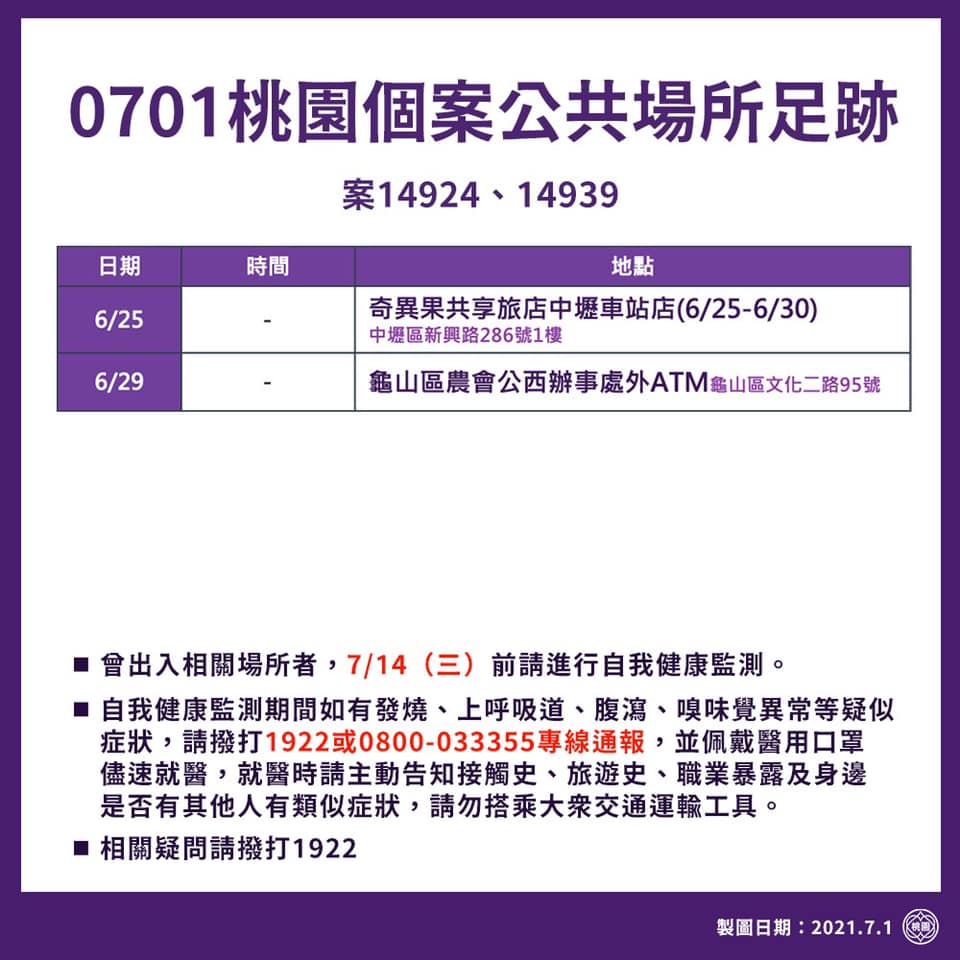 0701桃園個案公共場所足跡
案14924、14939
日期 時間 地點
6/25 - 奇異果共享旅店中壢車站店(6/25-6/30)
中壢區新興路286號1樓
6/29 - 龜山區農會公西辦事處外ATM龜山區文化二路95號
■ 曾出入相關場所者，7/14（三）前請進行自我健康監測。
■ 自我健康監測期間如有發燒、上呼吸道、腹瀉、嗅味覺異常等疑似
症狀，請撥打1922或0800-033355專線通報，並佩戴醫用口罩
儘速就醫，就醫時請主動告知接觸史、旅遊史、職業暴露及身邊
是否有其他人有類似症狀，請勿搭乘大眾交通運輸工具。
■ 相關疑問請撥打1922
製圖日期：2021.7.1 桃園